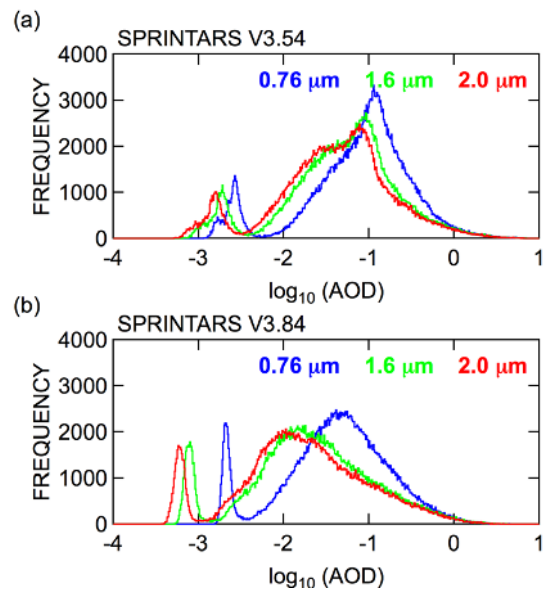 (a)
SPRINTARS V3.54
4000
0.76 μm 1.6 μm 2.0 μm
3000
FREQUENCY
2000
1000
0
-4 -3 -2 -1 0 1
log10 (AOD)
(b)
SPRINTARS V3.84
4000
0.76 μm 1.6 μm 2.0 μm
3000
FREQUENCY
2000
1000
0
-4 -3 -2 -1 0 1
log10 (AOD)